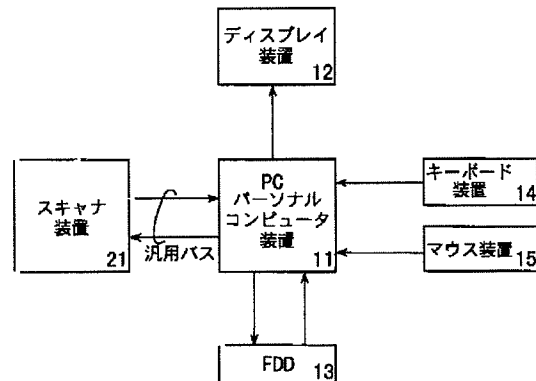 ディスプレイ
装置
12
スキャナ
装置
21
汎用バス
PC
パーソナル
コンピュータ
装置
11
キーボード
装置
14
マウス装置
15
FDD
13